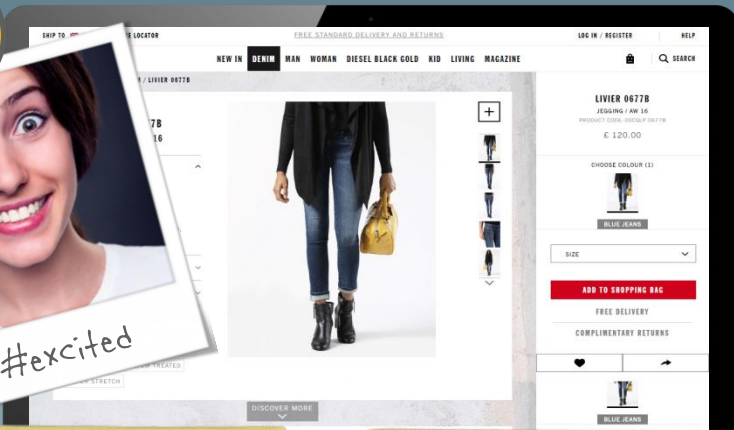 SHIP TO
LOCATOR
FREE STANDARD DELIVERY AND RETURNS
LOG IN / REGISTER
HELP
NEW IN DENIM MAN WOMAN DIESEL BLACK GOLD KID LIVING MAGAZINE
SEARCH
/ LIVIER 0677B
7B
16
#excited
TREATED
STRETCH
DISCOVER MORE
LIVIER 0677B
JEGGING / AW 16
£ 120.00
CHOOSE COLOUR (1)
BLUE JEANS
SIZE
ADD TO SHOPPING BAG
FREE DELIVERY
COMPLIMENTARY RETURNS
BLUE JEANS